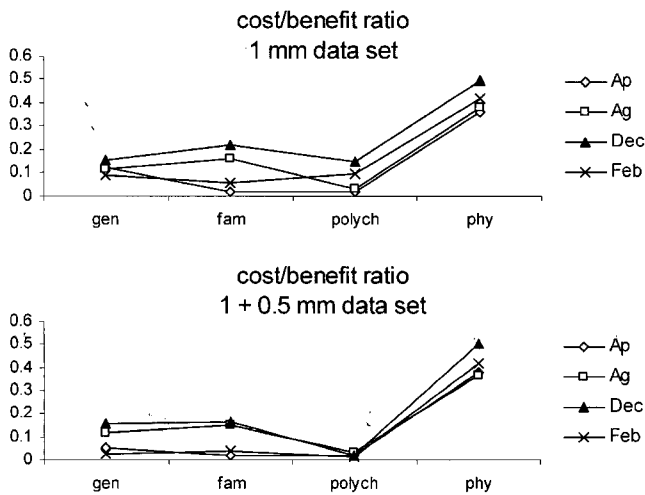 cost/benefit ratio
1 mm data set
0.6
0.5
0.4
0.3
0.2
0.1
0
gen fam polych phy
Ap
Ag
Dec
Feb
cost/benefit ratio
1 + 0.5 mm data set
0.6
0.5
0.4
0.3
0.2
0.1
0
gen fam polych phy
Ap
Ag
Dec
Feb